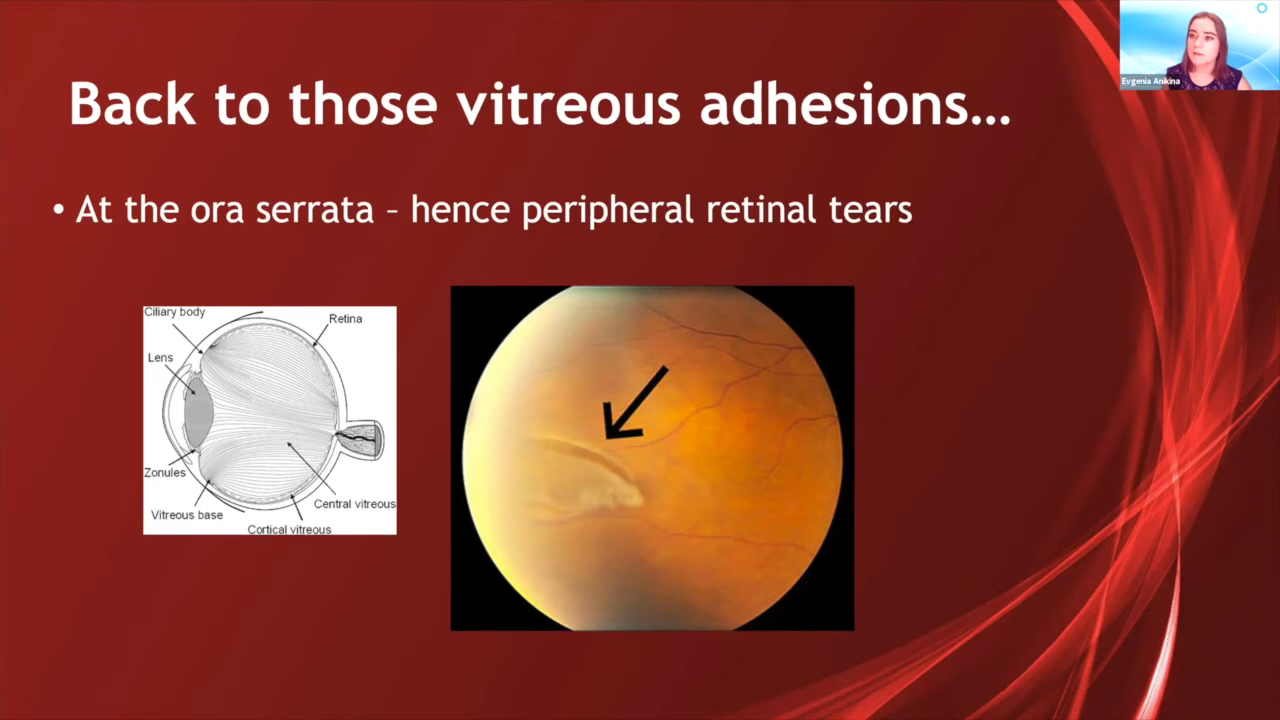 Back to those vitreous adhesions…
Evgenia Anikina
• At the ora serrata – hence peripheral retinal tears
Ciliary body
Retina
Lens
Zonules
Central vitreous
Vitreous base
Cortical vitreous